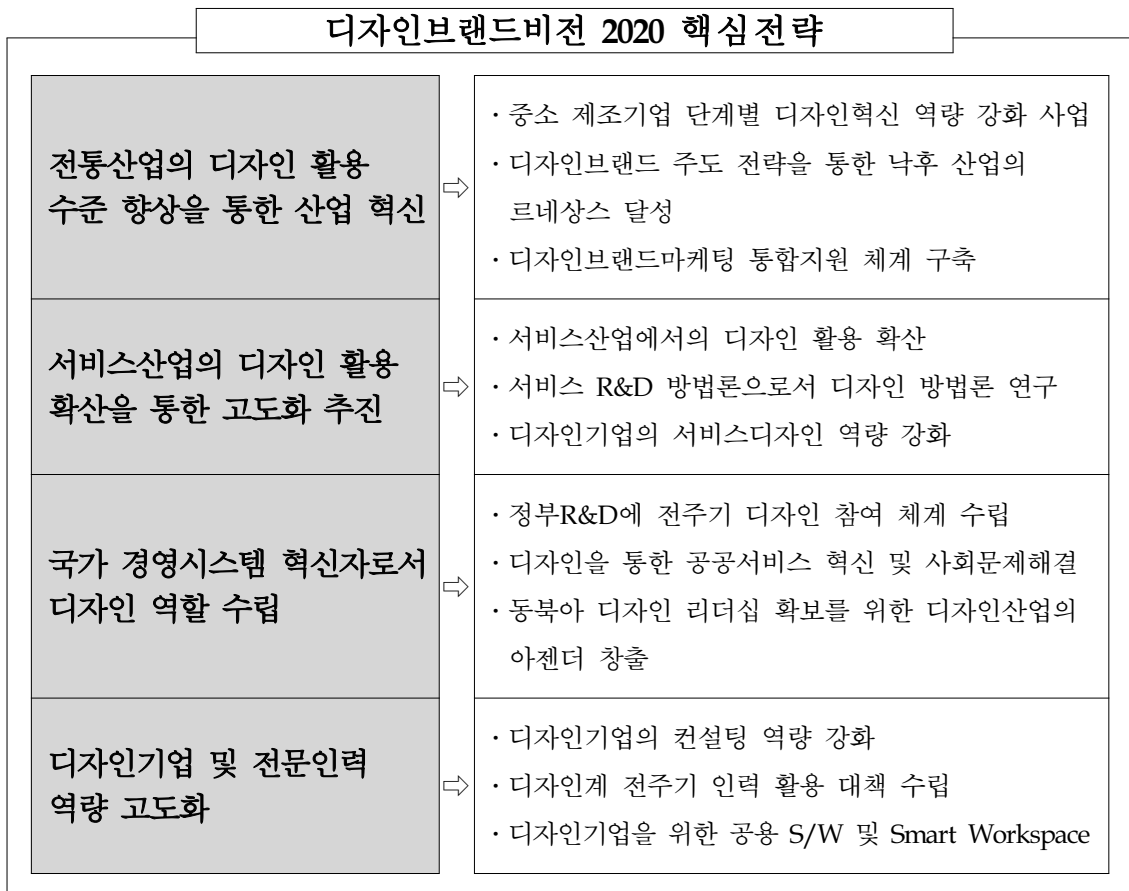 디자인브랜드비전 2020 핵심전략
전통산업의 디자인 활용
수준 향상을 통한 산업 혁신
· 중소 제조기업 단계별 디자인혁신 역량 강화 사업
· 디자인브랜드 주도 전략을 통한 낙후 산업의
르네상스 달성
· 디자인브랜드마케팅 통합지원 체계 구축
서비스산업의 디자인 활용
확산을 통한 고도화 추진
· 서비스산업에서의 디자인 활용 확산
· 서비스 R&D 방법론으로서 디자인 방법론 연구
· 디자인기업의 서비스디자인 역량 강화
국가 경영시스템 혁신자로서
디자인 역할 수립
· 정부R&D에 전주기 디자인 참여 체계 수립
· 디자인을 통한 공공서비스 혁신 및 사회문제해결
· 동북아 디자인 리더십 확보를 위한 디자인산업의
아젠더 창출
디자인기업 및 전문인력
역량 고도화
· 디자인기업의 컨설팅 역량 강화
· 디자인계 전주기 인력 활용 대책 수립
· 디자인기업을 위한 공용 S/W 및 Smart Workspace